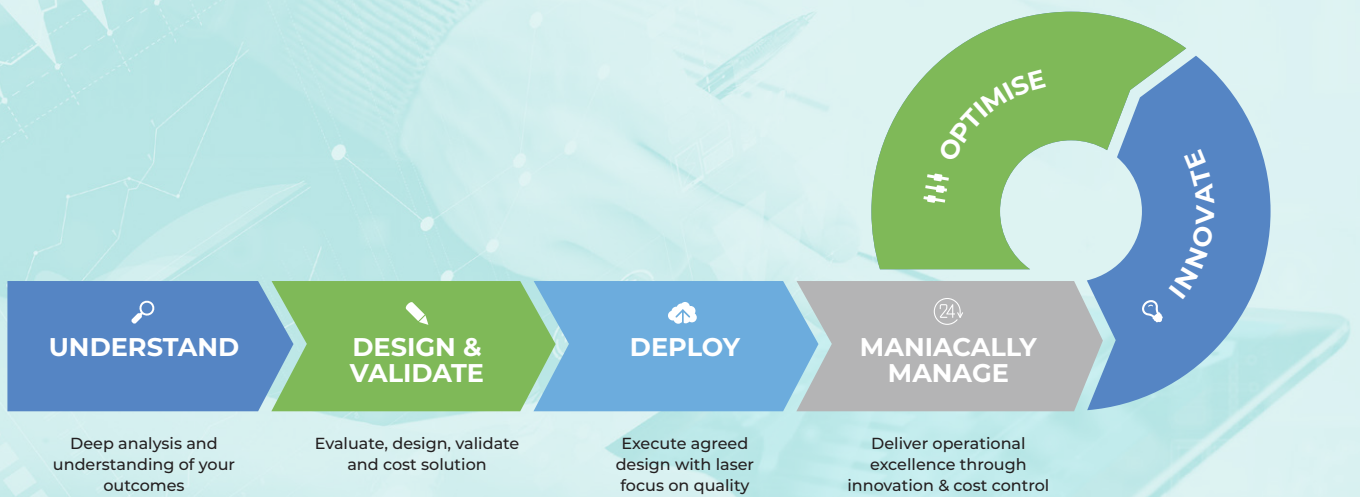 OPTIMISE
INNOVATE
UNDERSTAND
DESIGN &
VALIDATE
DEPLOY
24
MANIACALLY
MANAGE
Deep analysis and
understanding of your
outcomes
Evaluate, design, validate
and cost solution
Execute agreed
design with laser
focus on quality
Deliver operational
excellence through
innovation & cost control